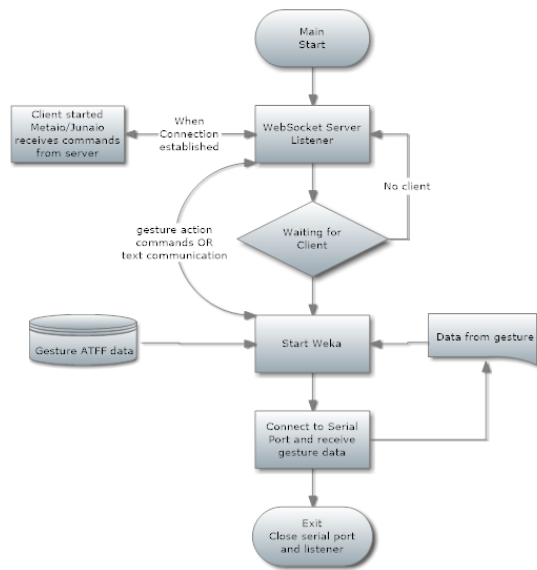 Main
Start
Client started
Metaio/Junaio
receives commands
from server
When
Connection
established
WebSocket Server
Listener
No client
gesture action
commands OR
text communication
Waiting for
Client
Gesture ATFF data
Start Weka
Data from gesture
Connect to Serial
Port and receive
gesture data
Exit
Close serial port
and listener